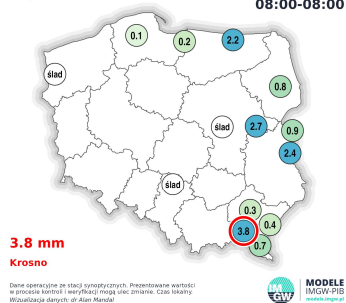 08:00-08:00
0.1
0.2
2.2
ślad
0.8
2.7
ślad
0.9
2.4
ślad
0.3
0.4
3.8
0.7
3.8 mm
Krosno
Dane operacyjne ze stacji synoptycznych. Prezentowane wartości
w procesie kontroli i weryfikacji mogą ulec zmianie. Czas lokalny.
Wizualizacja danych: dr Alan Mandal
IM
GW
MODELE
IMGW-PIB
modele.imgw.pl